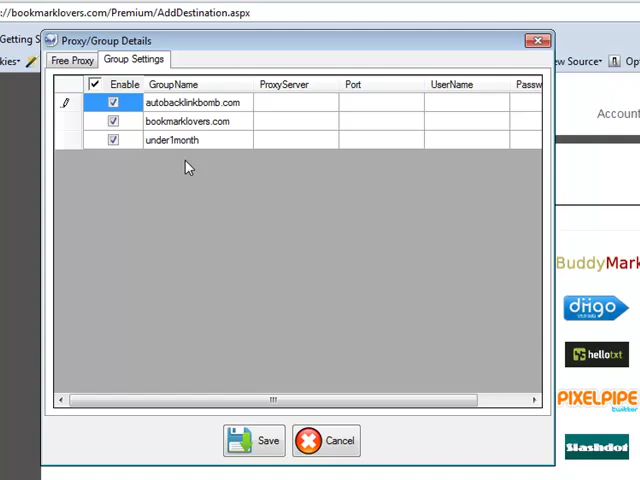 ://bookmarklovers.com/Premium/AddDestination.aspx
Getting S
Proxy/Group Details
kies
ew Source
Opt
Free Proxy
Group Settings
Enable GroupName ProxyServer Port UserName Passw
autobacklinkbomb.com
bookmarklovers.com
under1month
Account
BuddyMark
diigo
hellotxt
PIXELPIPE
twitter
Slashdot
Save
Cancel